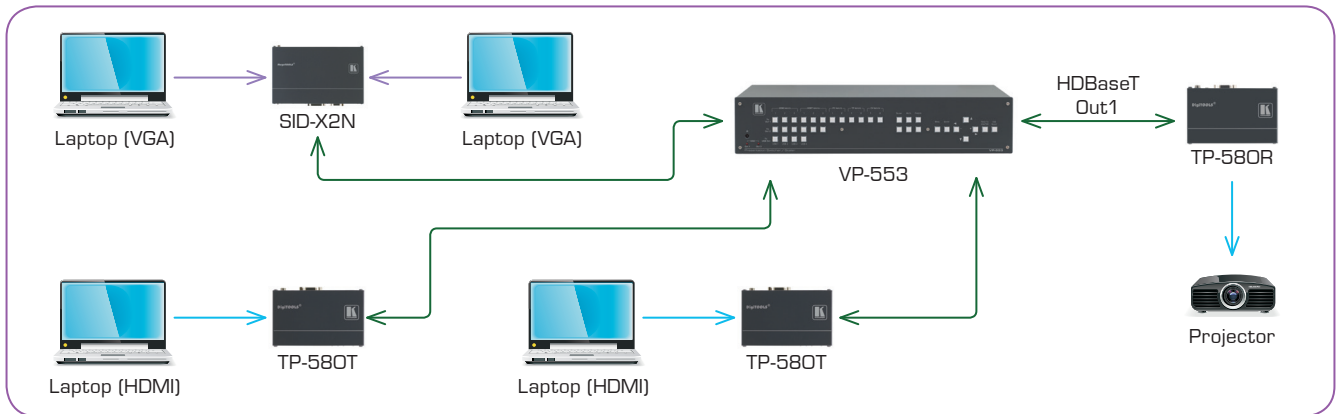 Laptop (VGA)
SID-X2N
Laptop (VGA)
VP-553
HDBaseT
Out1
TP-580R
Laptop (HDMI)
TP-580T
Laptop (HDMI)
TP-580T
Projector